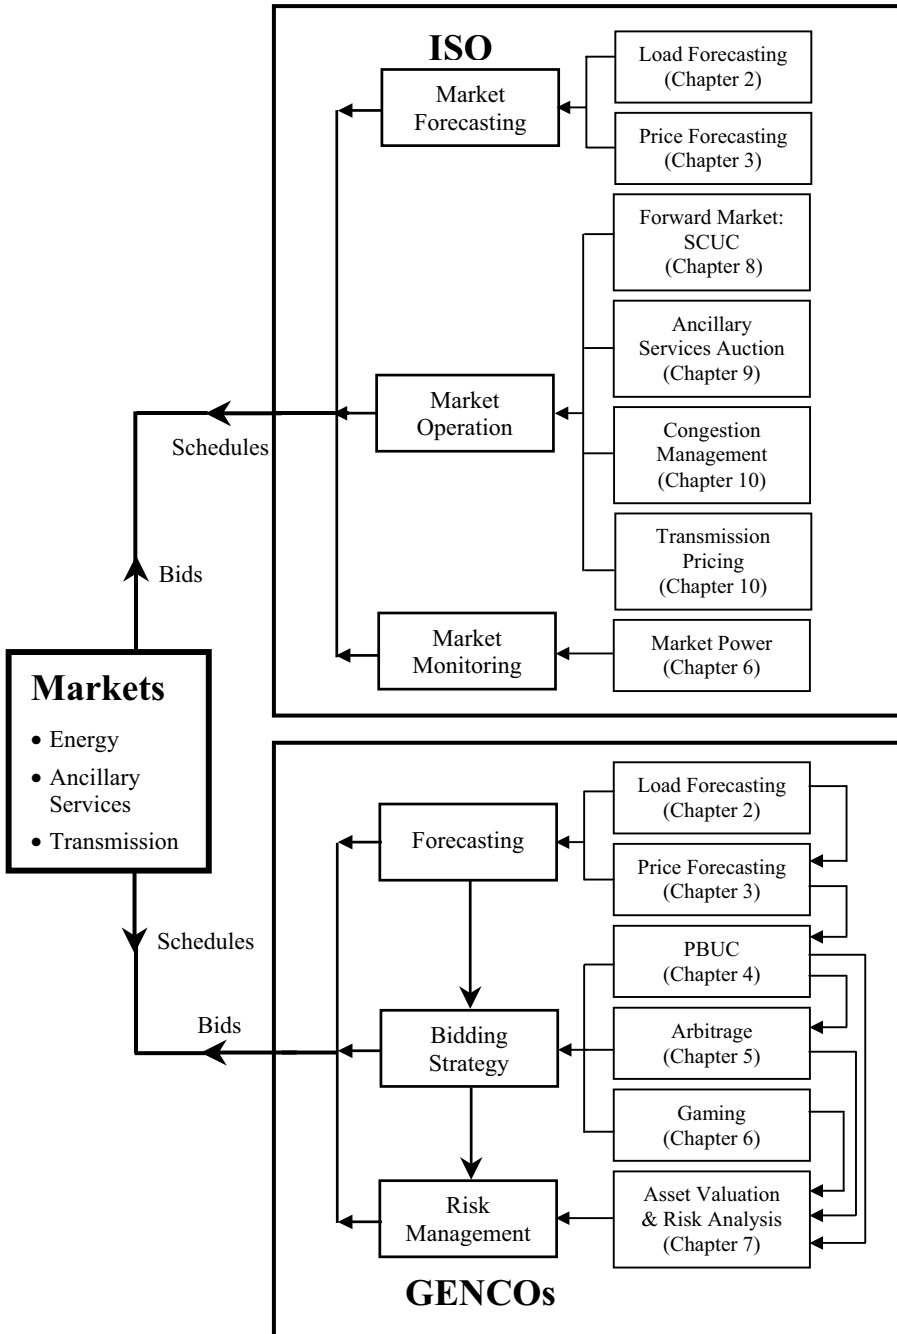 ISO
Market
Forecasting
Load Forecasting
(Chapter 2)
Price Forecasting
(Chapter 3)
Forward Market:
SCUC
(Chapter 8)
Ancillary
Services Auction
(Chapter 9)
Market
Operation
Congestion
Management
(Chapter 10)
Transmission
Pricing
(Chapter 10)
Market
Monitoring
Market Power
(Chapter 6)
Schedules
Bids
Markets
• Energy
• Ancillary
Services
• Transmission
Schedules
Bids
Forecasting
Load Forecasting
(Chapter 2)
Price Forecasting
(Chapter 3)
PBUC
(Chapter 4)
Bidding
Strategy
Arbitrage
(Chapter 5)
Gaming
(Chapter 6)
Risk
Management
Asset Valuation
& Risk Analysis
(Chapter 7)
GENCOs